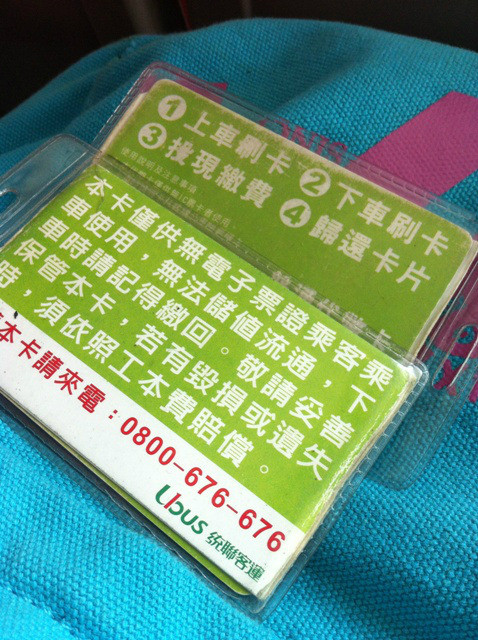 1 上車刷卡 2 下車刷卡
3 投現繳費 4 歸還卡片
本卡僅供無電子票證乘客乘
車使用，無法儲值流通，下
車時請記得繳回。敬請妥善
保管本卡，若有毀損或遺失
時，須依照工本費賠償。
本卡請來電：0800-676-676
Ubus 統聯客運